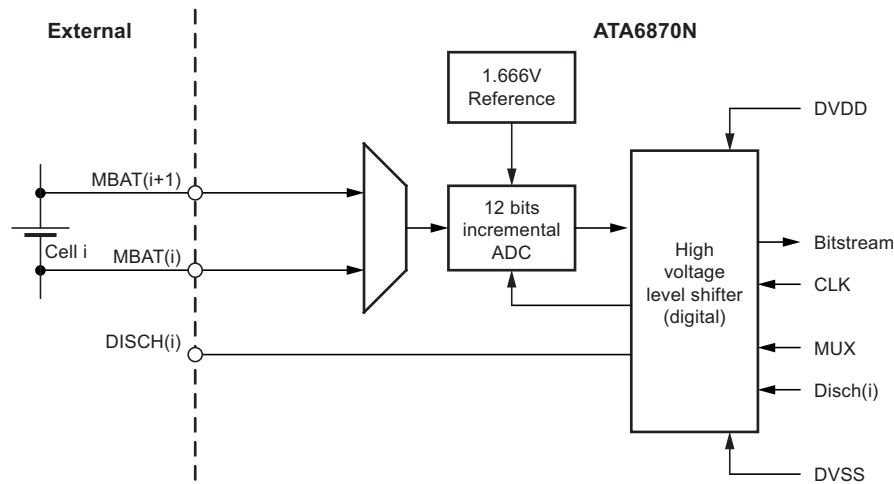 External
ATA6870N
1.666V
Reference
DVDD
MBAT(i+1)
12 bits
incremental
ADC
Cell i
MBAT(i)
High
voltage
level shifter
(digital)
Bitstream
CLK
DISCH(i)
MUX
Disch(i)
DVSS